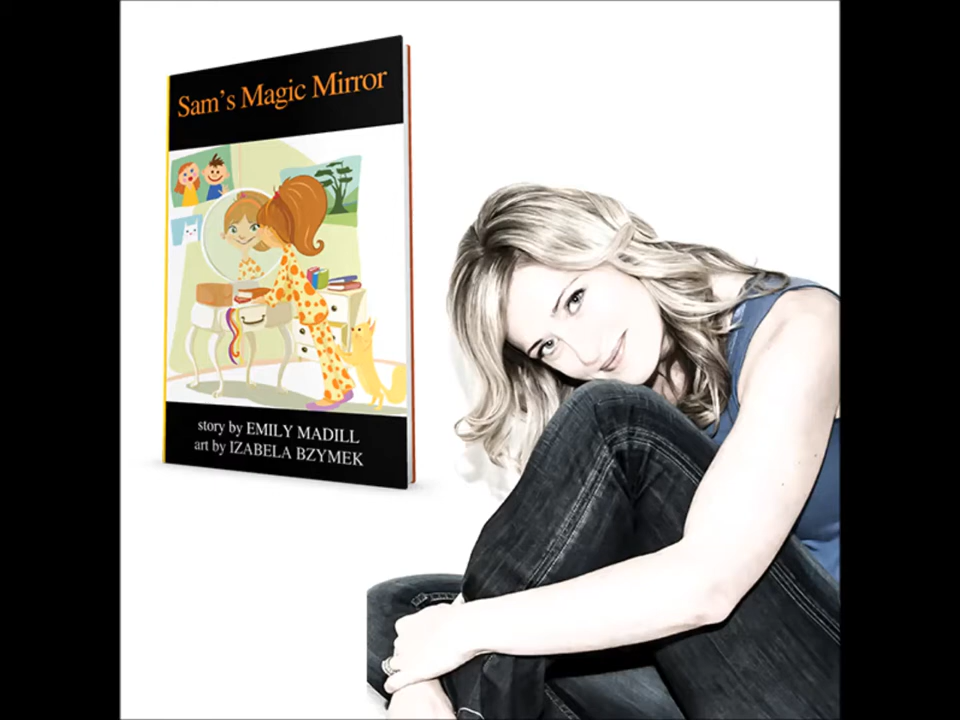 Sam's Magic Mirror
story by EMILY MADILL
art by IZABELA BZYMEK